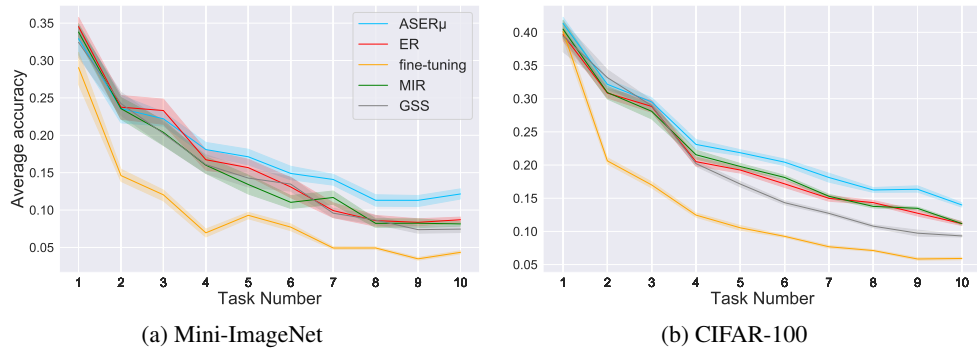 0.35
0.30
0.25
0.20
0.15
0.10
0.05
Average accuracy
ASERμ
ER
fine-tuning
MIR
GSS
1 2 3 4 5 6 7 8 9 10
Task Number
(a) Mini-ImageNet
0.40
0.35
0.30
0.25
0.20
0.15
0.10
0.05
1 2 3 4 5 6 7 8 9 10
Task Number
(b) CIFAR-100